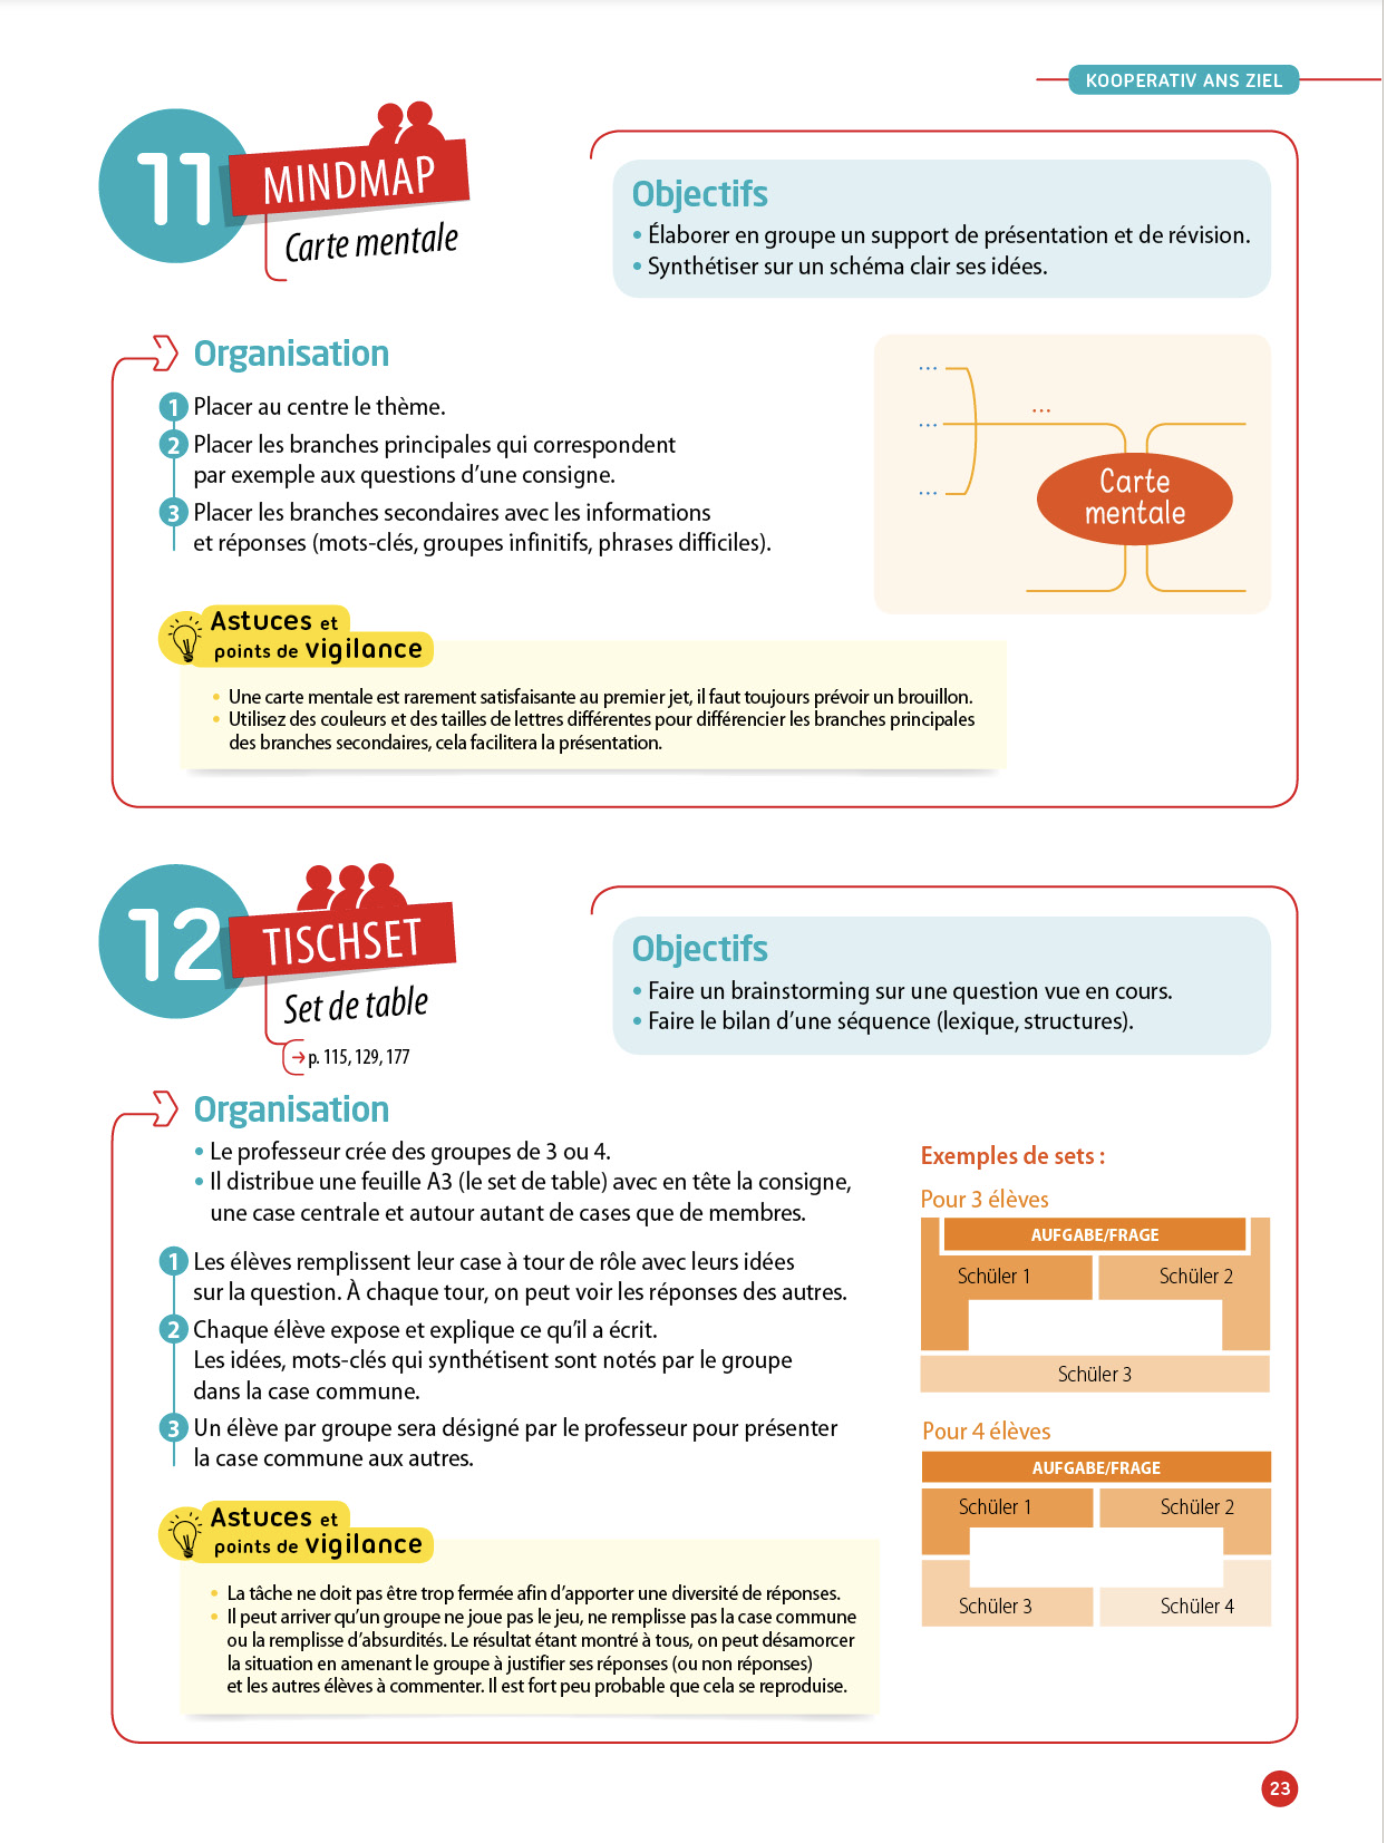 KOOPERATIV ANS ZIEL
11
MINDMAP
Carte mentale
Objectifs
• Élaborer en groupe un support de présentation et de révision.
• Synthétiser sur un schéma clair ses idées.
Organisation
1 Placer au centre le thème.
2 Placer les branches principales qui correspondent
par exemple aux questions d’une consigne.
3 Placer les branches secondaires avec les informations
et réponses (mots-clés, groupes infinitifs, phrases difficiles).
...
...
...
...
Carte
mentale
Astuces et
points de vigilance
• Une carte mentale est rarement satisfaisante au premier jet, il faut toujours prévoir un brouillon.
• Utilisez des couleurs et des tailles de lettres différentes pour différencier les branches principales
des branches secondaires, cela facilitera la présentation.
12
TISCHSET
Set de table
→ p. 115, 129, 177
Objectifs
• Faire un brainstorming sur une question vue en cours.
• Faire le bilan d’une séquence (lexique, structures).
Organisation
• Le professeur crée des groupes de 3 ou 4.
• Il distribue une feuille A3 (le set de table) avec en tête la consigne,
une case centrale et autour autant de cases que de membres.
1 Les élèves remplissent leur case à tour de rôle avec leurs idées
sur la question. À chaque tour, on peut voir les réponses des autres.
2 Chaque élève expose et explique ce qu’il a écrit.
Les idées, mots-clés qui synthétisent sont notés par le groupe
dans la case commune.
3 Un élève par groupe sera désigné par le professeur pour présenter
la case commune aux autres.
Exemples de sets :
Pour 3 élèves
AUFGABE/FRAGE
Schüler 1
Schüler 2
Schüler 3
Pour 4 élèves
AUFGABE/FRAGE
Schüler 1
Schüler 2
Schüler 3
Schüler 4
Astuces et
points de vigilance
• La tâche ne doit pas être trop fermée afin d’apporter une diversité de réponses.
• Il peut arriver qu’un groupe ne joue pas le jeu, ne remplisse pas la case commune
ou la remplisse d’absurdités. Le résultat étant montré à tous, on peut désamorcer
la situation en amenant le groupe à justifier ses réponses (ou non réponses)
et les autres élèves à commenter. Il est fort peu probable que cela se reproduise.
23